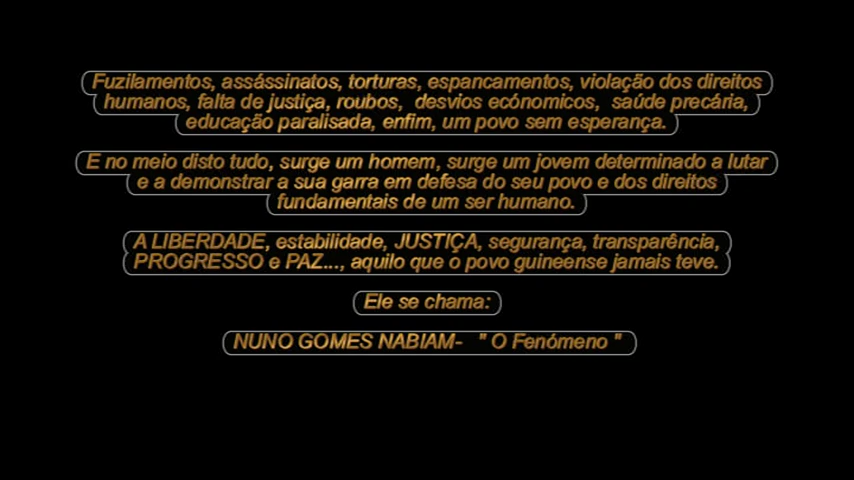 Fuzilamentos, assássinatos, torturas, espancamentos, violação dos direitos
humanos, falta de justiça, roubos, desvios ecónomicos, saúde precária,
educação paralisada, enfim, um povo sem esperança.
E no meio disto tudo, surge um homem, surge um jovem determinado a lutar
e a demonstrar a sua garra em defesa do seu povo e dos direitos
fundamentais de um ser humano.
A LIBERDADE, estabilidade, JUSTIÇA, segurança, transparência,
PROGRESSO e PAZ..., aquilo que o povo guineense jamais teve.
Ele se chama:
NUNO GOMES NABIAM- " O Fenómeno "